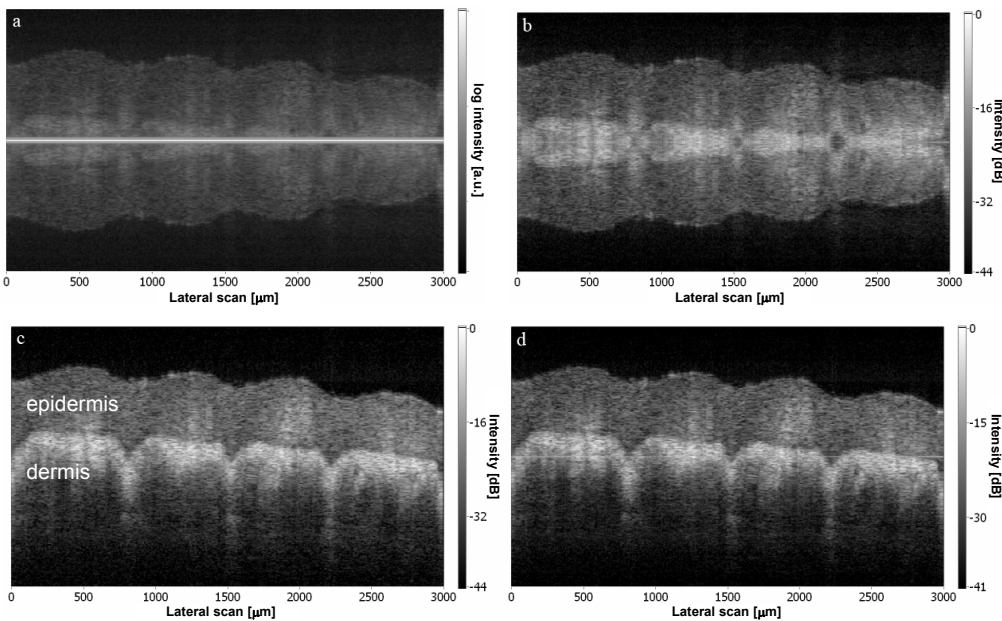 a
log intensity [a.u.]
0
500
1000
1500
2000
2500
3000
Lateral scan [μm]
b
0
-16
-32
-44
Intensity [dB]
0
500
1000
1500
2000
2500
3000
Lateral scan [μm]
c
epidermis
dermis
0
-16
-32
-44
Intensity [dB]
0
500
1000
1500
2000
2500
3000
Lateral scan [μm]
d
0
-15
-30
-41
Intensity [dB]
0
500
1000
1500
2000
2500
3000
Lateral scan [μm]